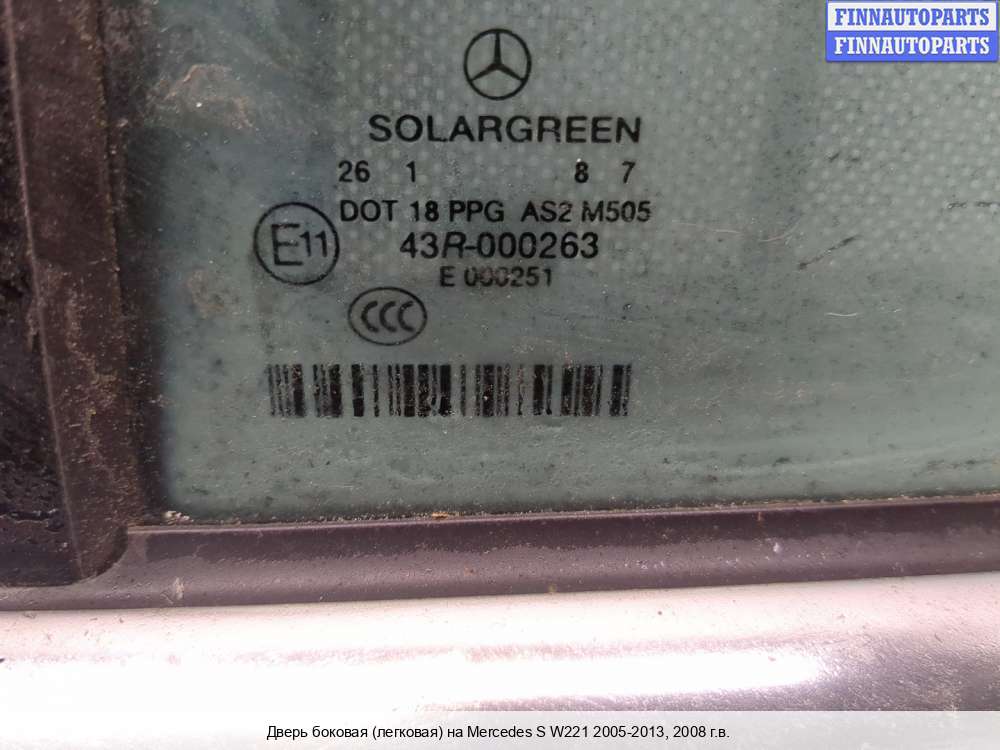 FINNAUTOPARTS
FINNAUTOPARTS
SOLARGREEN
26 1 8 7
DOT 18 PPG AS2 M505
E11 43R-000263
E 000251
CCC
Дверь боковая (легковая) на Mercedes S W221 2005-2013, 2008 г.в.